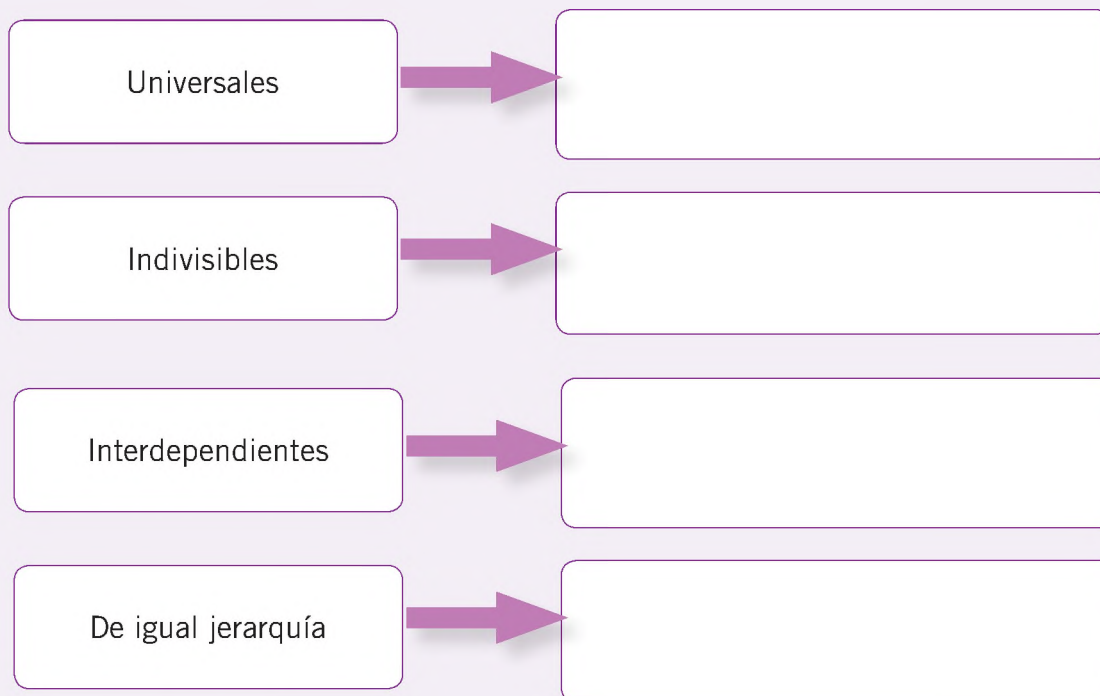 Universales
Indivisibles
Interdependientes
De igual jerarquía